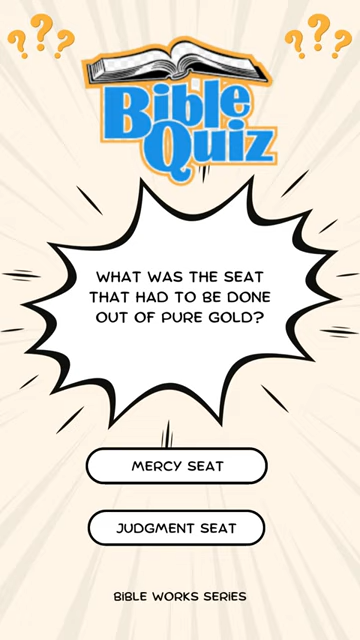 ???
???
Bible
Quiz
WHAT WAS THE SEAT
THAT HAD TO BE DONE
OUT OF PURE GOLD?
MERCY SEAT
JUDGMENT SEAT
BIBLE WORKS SERIES